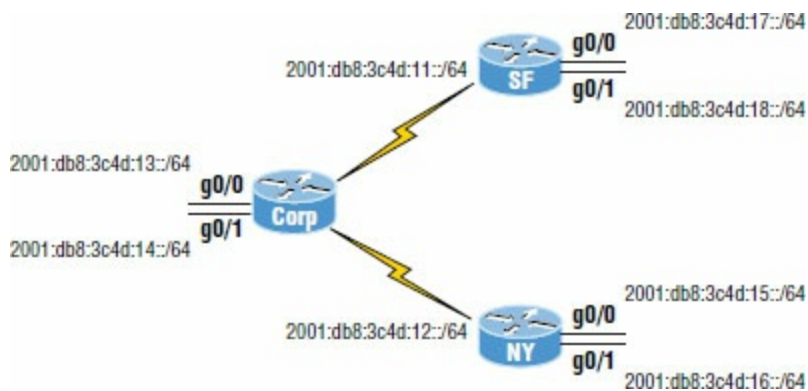 2001:db8:3c4d:17::/64
g0/0
2001:db8:3c4d:11::/64
SF
g0/1
2001:db8:3c4d:18::/64
2001:db8:3c4d:13::/64
g0/0
Corp
g0/1
2001:db8:3c4d:14::/64
2001:db8:3c4d:15::/64
g0/0
2001:db8:3c4d:12::/64
NY
g0/1
2001:db8:3c4d:16::/64